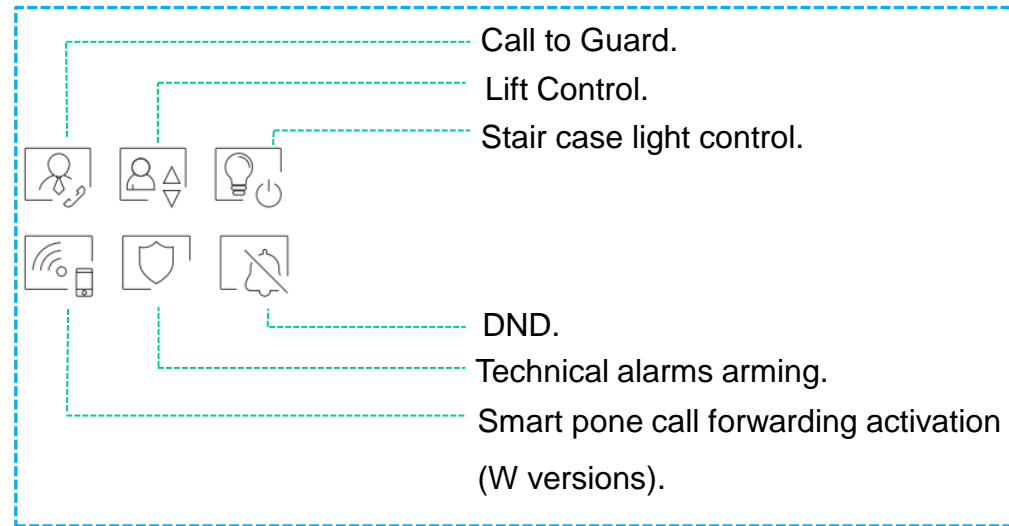 Call to Guard.
Lift Control.
Stair case light control.
DND.
Technical alarms arming.
Smart pone call forwarding activation
(W versions).